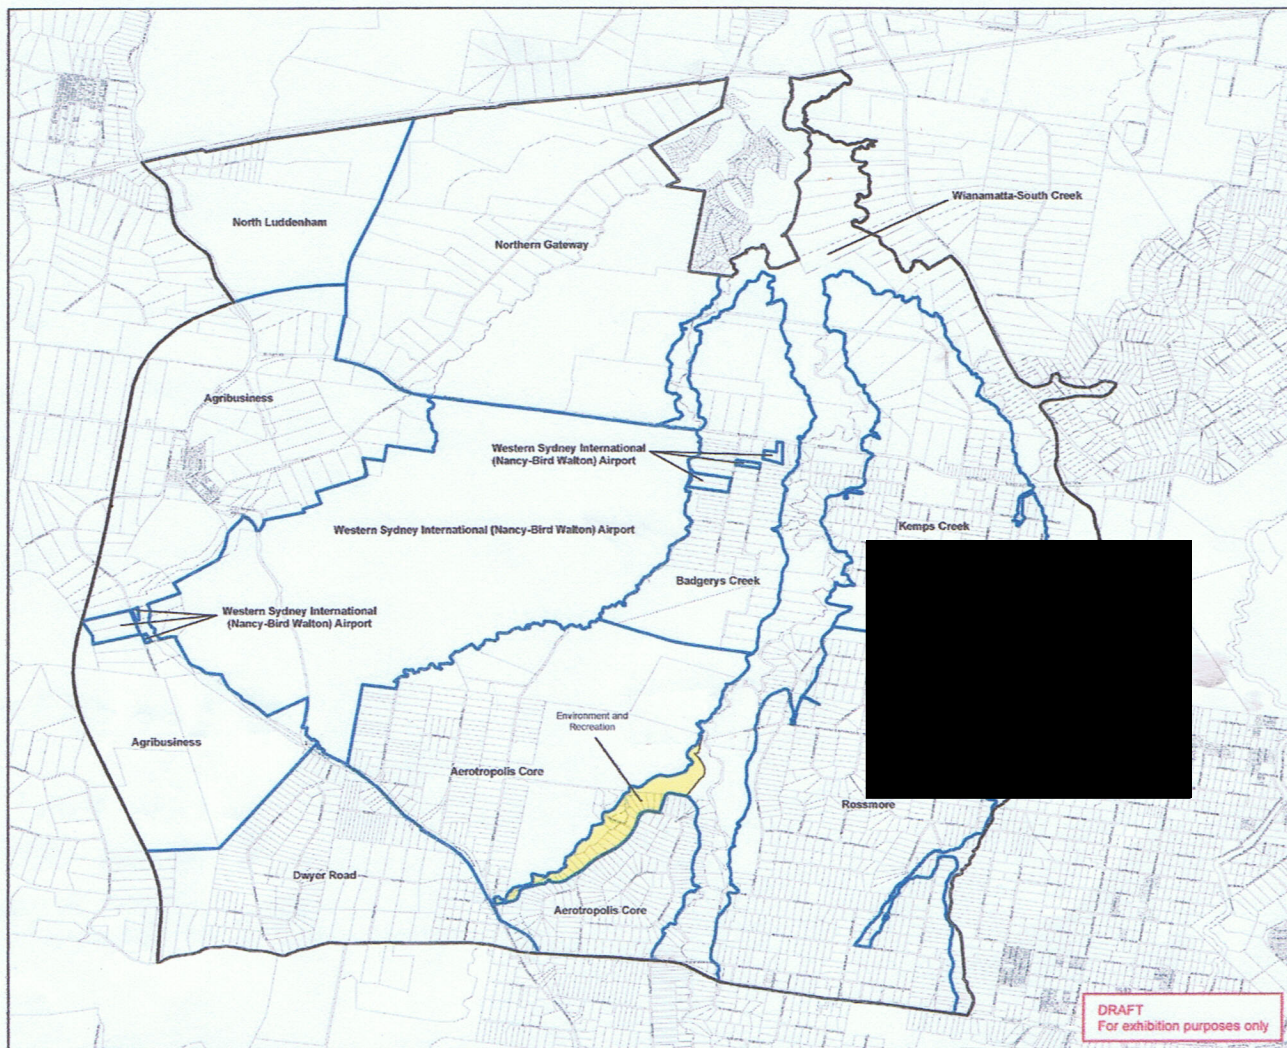 Wianamatta-South Creek
North Luddenham
Northern Gateway
Agribusiness
Western Sydney International
(Nancy-Bird Walton) Airport
Western Sydney International (Nancy-Bird Walton) Airport
Kemps Creek
Badgerys Creek
Western Sydney International
(Nancy-Bird Walton) Airport
Environment and
Recreation
Agribusiness
Aerotropolis Core
Rossmore
Dwyer Road
Aerotropolis Core
DRAFT
For exhibition purposes only